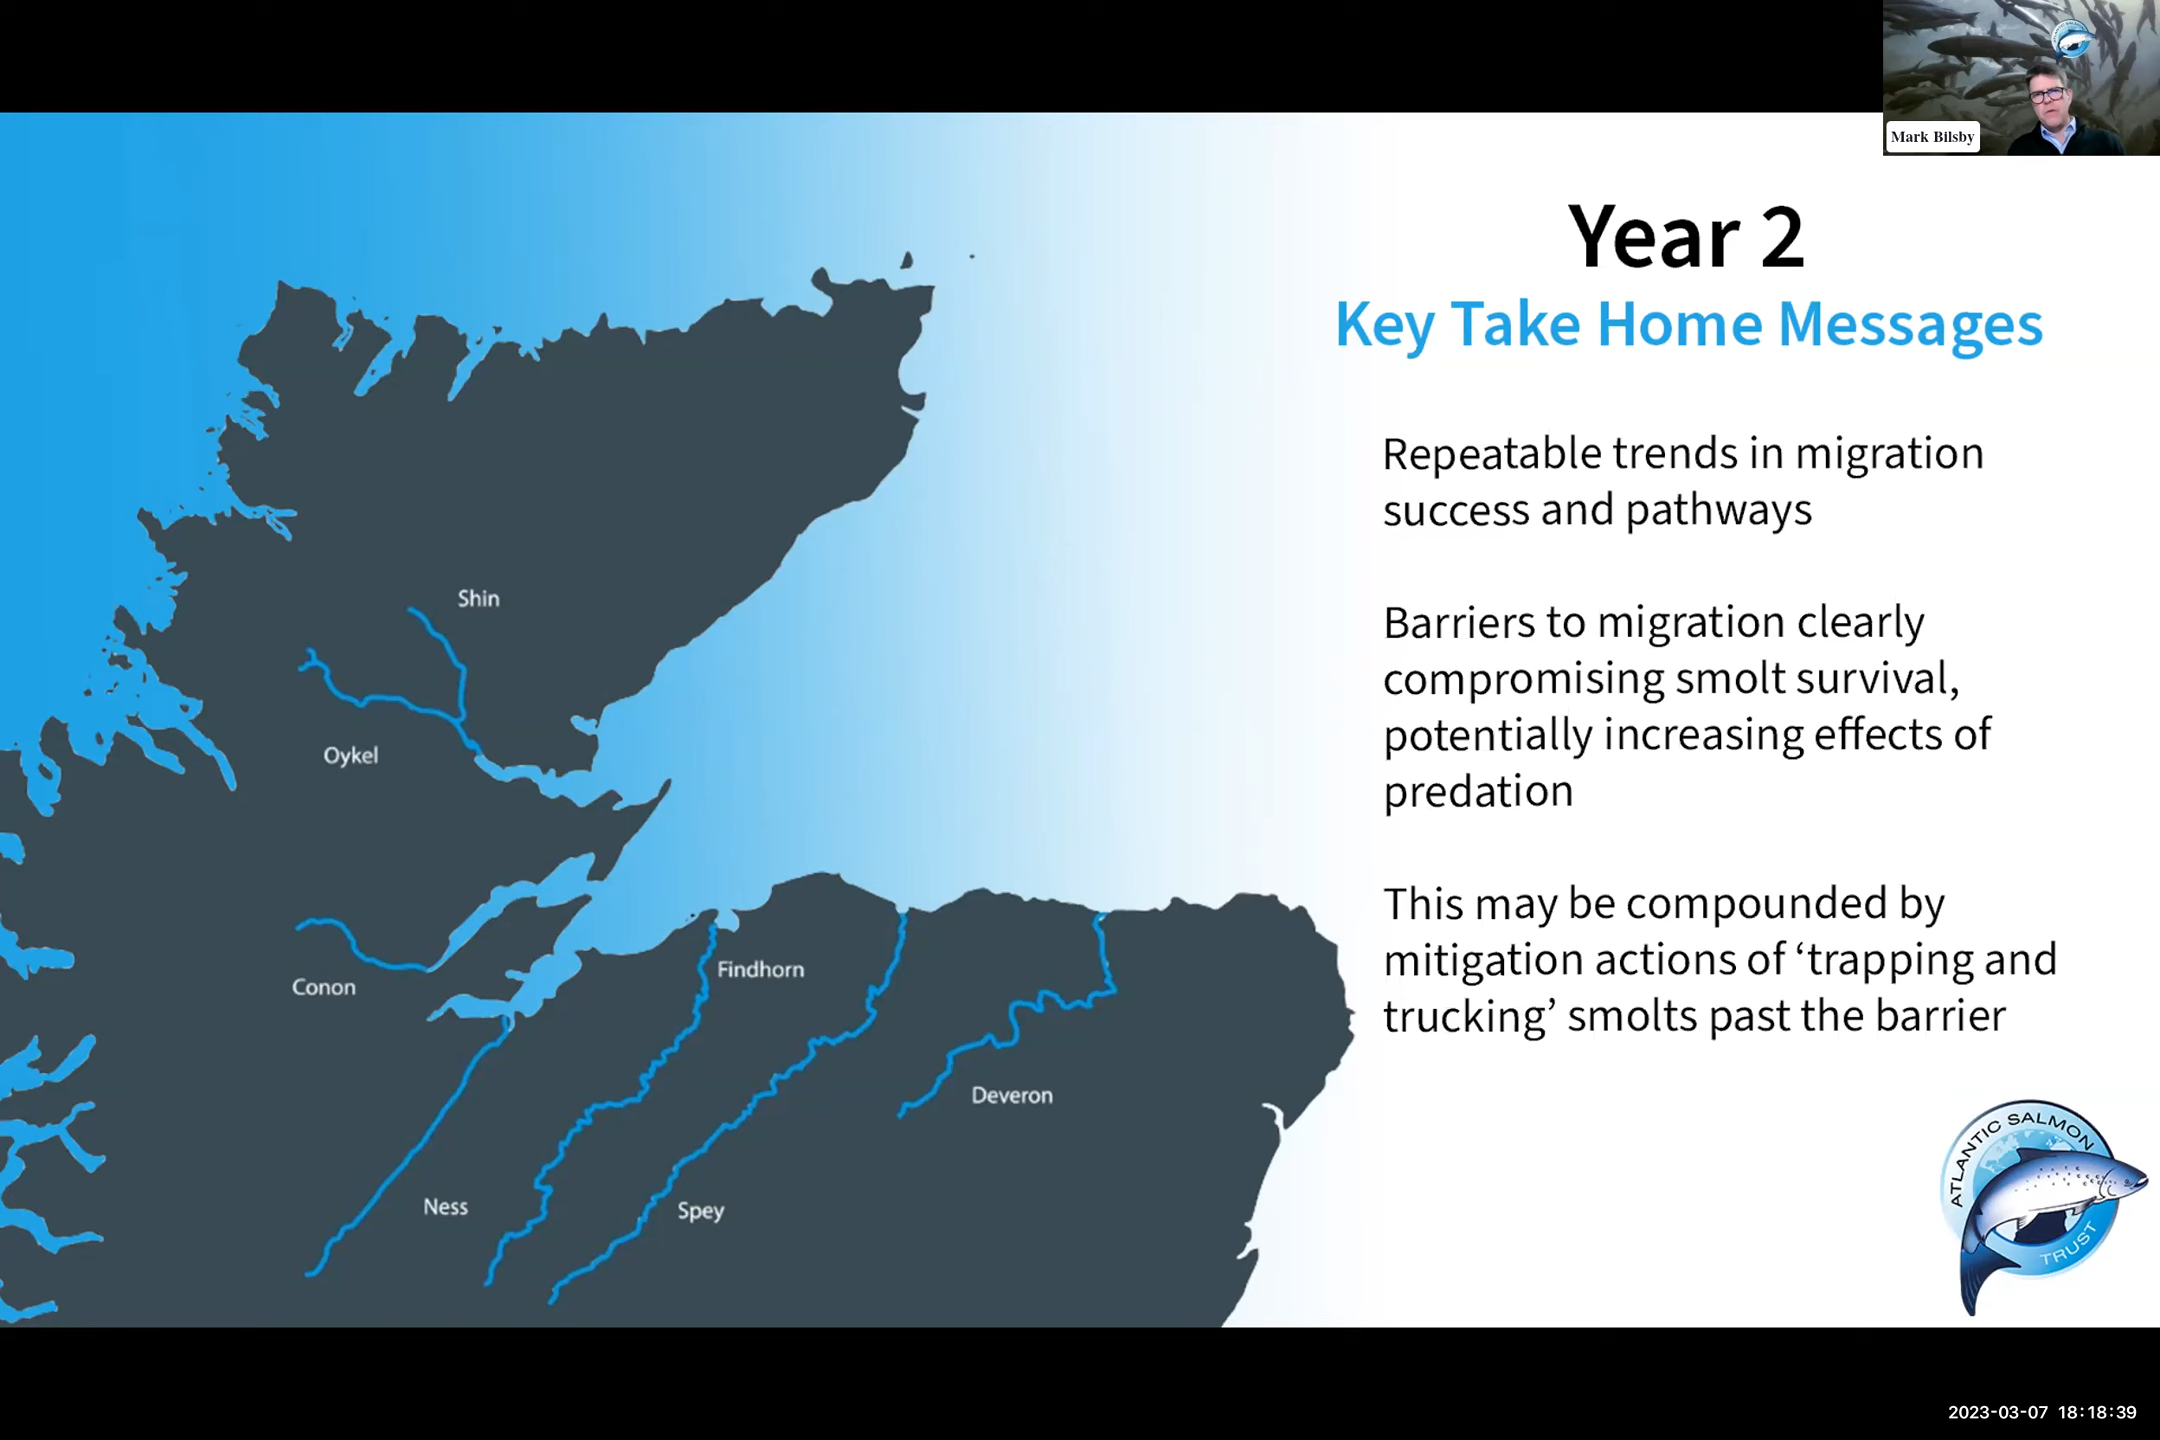 Mark Bilsby
Year 2
Key Take Home Messages
Repeatable trends in migration
success and pathways
Barriers to migration clearly
compromising smolt survival,
potentially increasing effects of
predation
This may be compounded by
mitigation actions of ‘trapping and
trucking’ smolts past the barrier
Shin
Oykel
Conon
Findhorn
Deveron
Ness
Spey
ATLANTIC SALMON
TRUST
2023-03-07 18:18:39